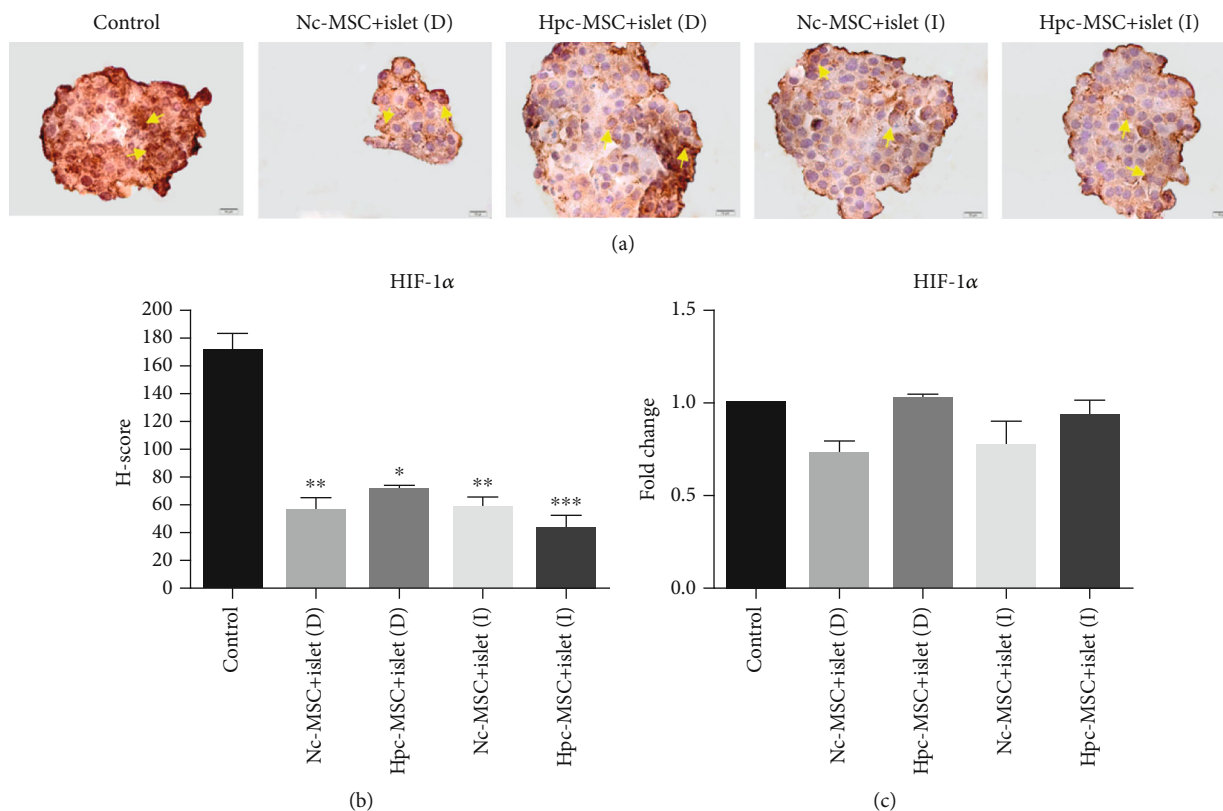 Control Nc-MSC+islet (D) Hpc-MSC+islet (D) Nc-MSC+islet (I) Hpc-MSC+islet (I)
(a)
HIF-1α
200
180
160
140
120
100
80
60
40
20
0
H-score
**
*
**
***
Control
Nc-MSC+islet (D)
Hpc-MSC+islet (D)
Nc-MSC+islet (I)
Hpc-MSC+islet (I)
(b)
HIF-1α
1.5
1.0
0.5
0.0
Fold change
Control
Nc-MSC+islet (D)
Hpc-MSC+islet (D)
Nc-MSC+islet (I)
Hpc-MSC+islet (I)
(c)